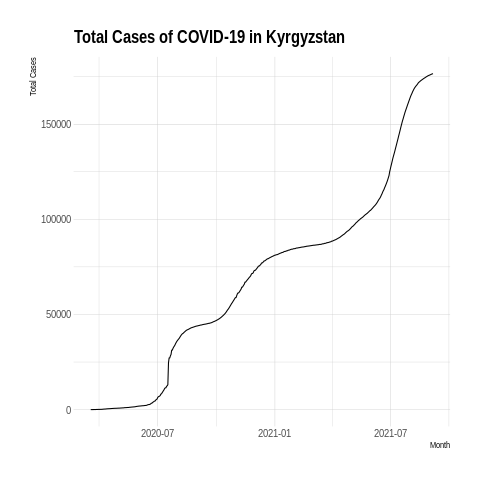 Total Cases of COVID-19 in Kyrgyzstan
Total Cases
150000
100000
50000
0
2020-07 2021-01 2021-07
Month